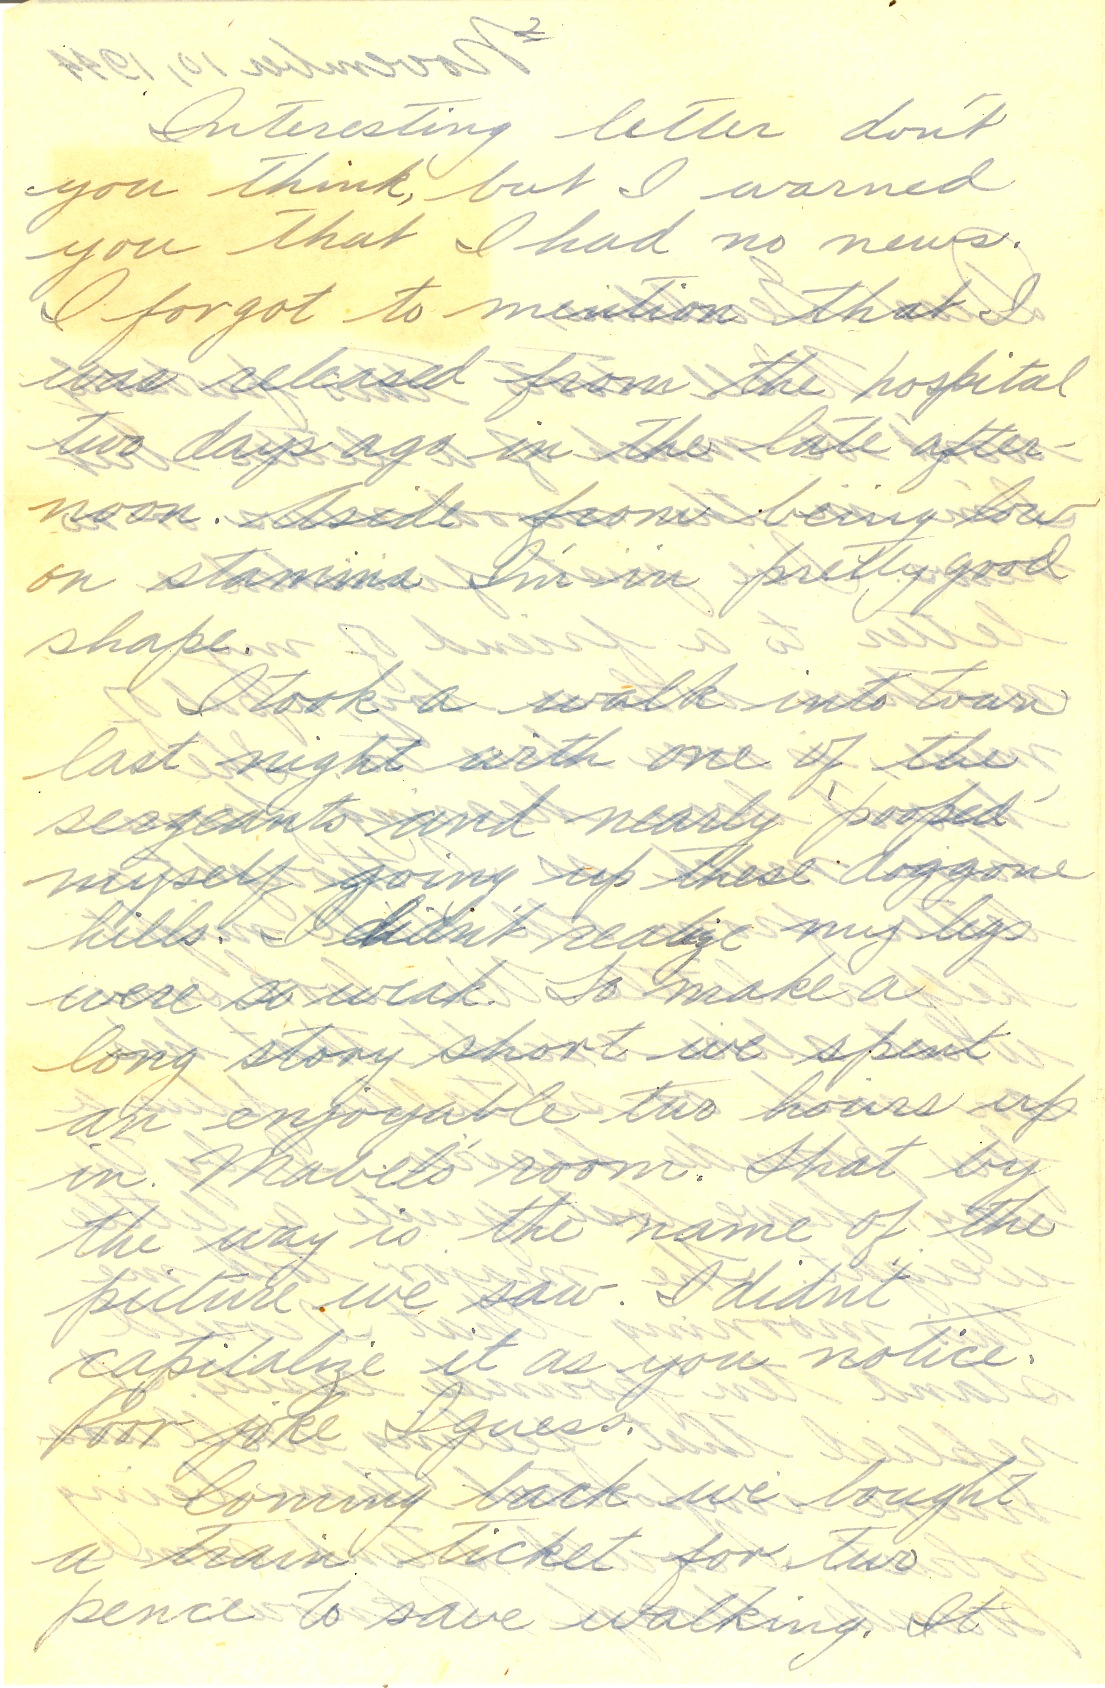 2
Interesting letter don't
you think, but I warned
you that I had no news.
I forgot to mention that I
was released from the hospital
two days ago in the late after-
noon. Aside from being low
on stamina I'm in pretty good
shape.
I took a walk into town
last night with one of the
sergeants and nearly 'pooped'
myself going up these doggone
hills. I didn't realize my legs
were so weak. To make a
long story short we spent
an enjoyable two hours up
in Mabel's room. That by
the way is the name of the
picture we saw. I didn't
capitalize it as you notice.
Poor joke I guess.
Coming back we bought
a train ticket for two
pence to save walking. It